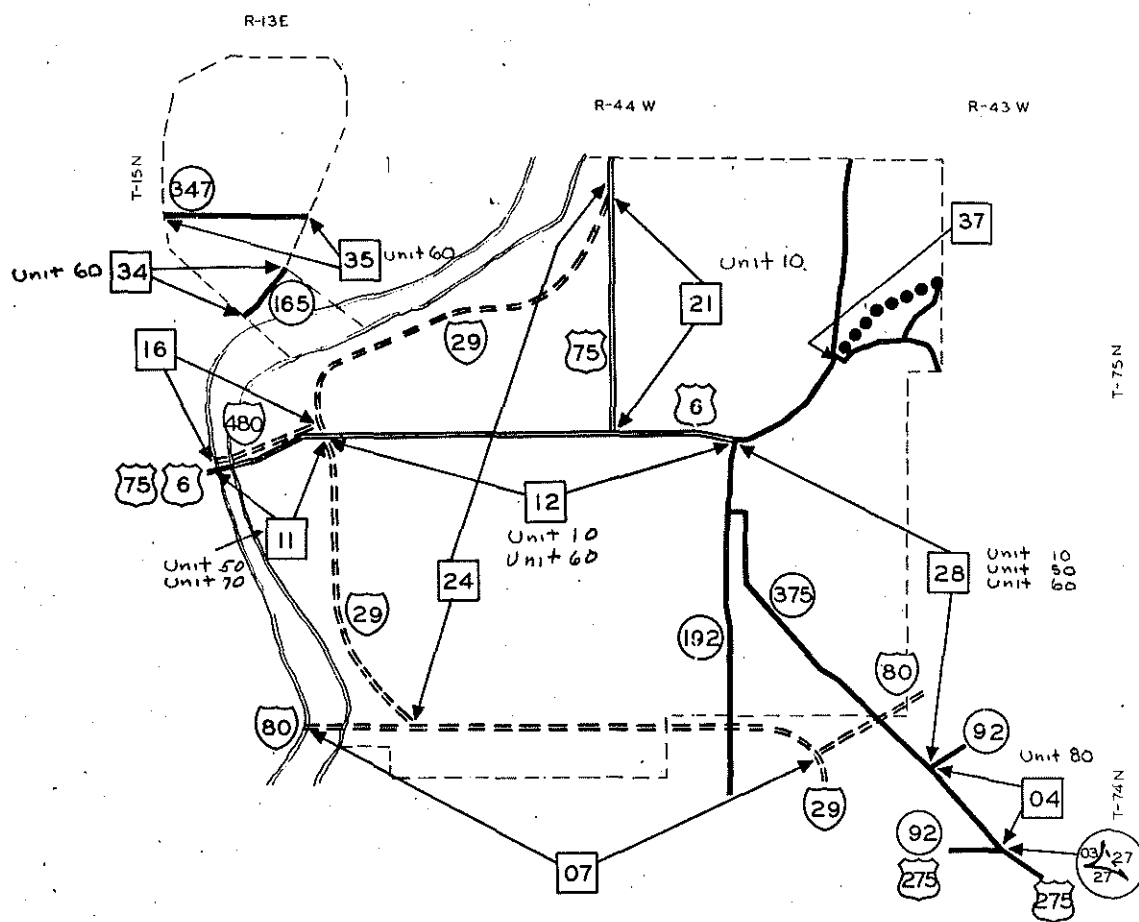 R-13E
R-44 W
R-43 W
T-15N
347
37
35 Unit 60
Unit 60 34
165
Unit 10
21
16
29
75
6
T-75N
480
75 6
12
11
Unit 10
Unit 60
Unit 50
Unit 70
24
28
Unit 10
Unit 50
Unit 60
375
29
192
80
80
92
Unit 80
04
T-74N
29
92
03 27
27
07
275
275